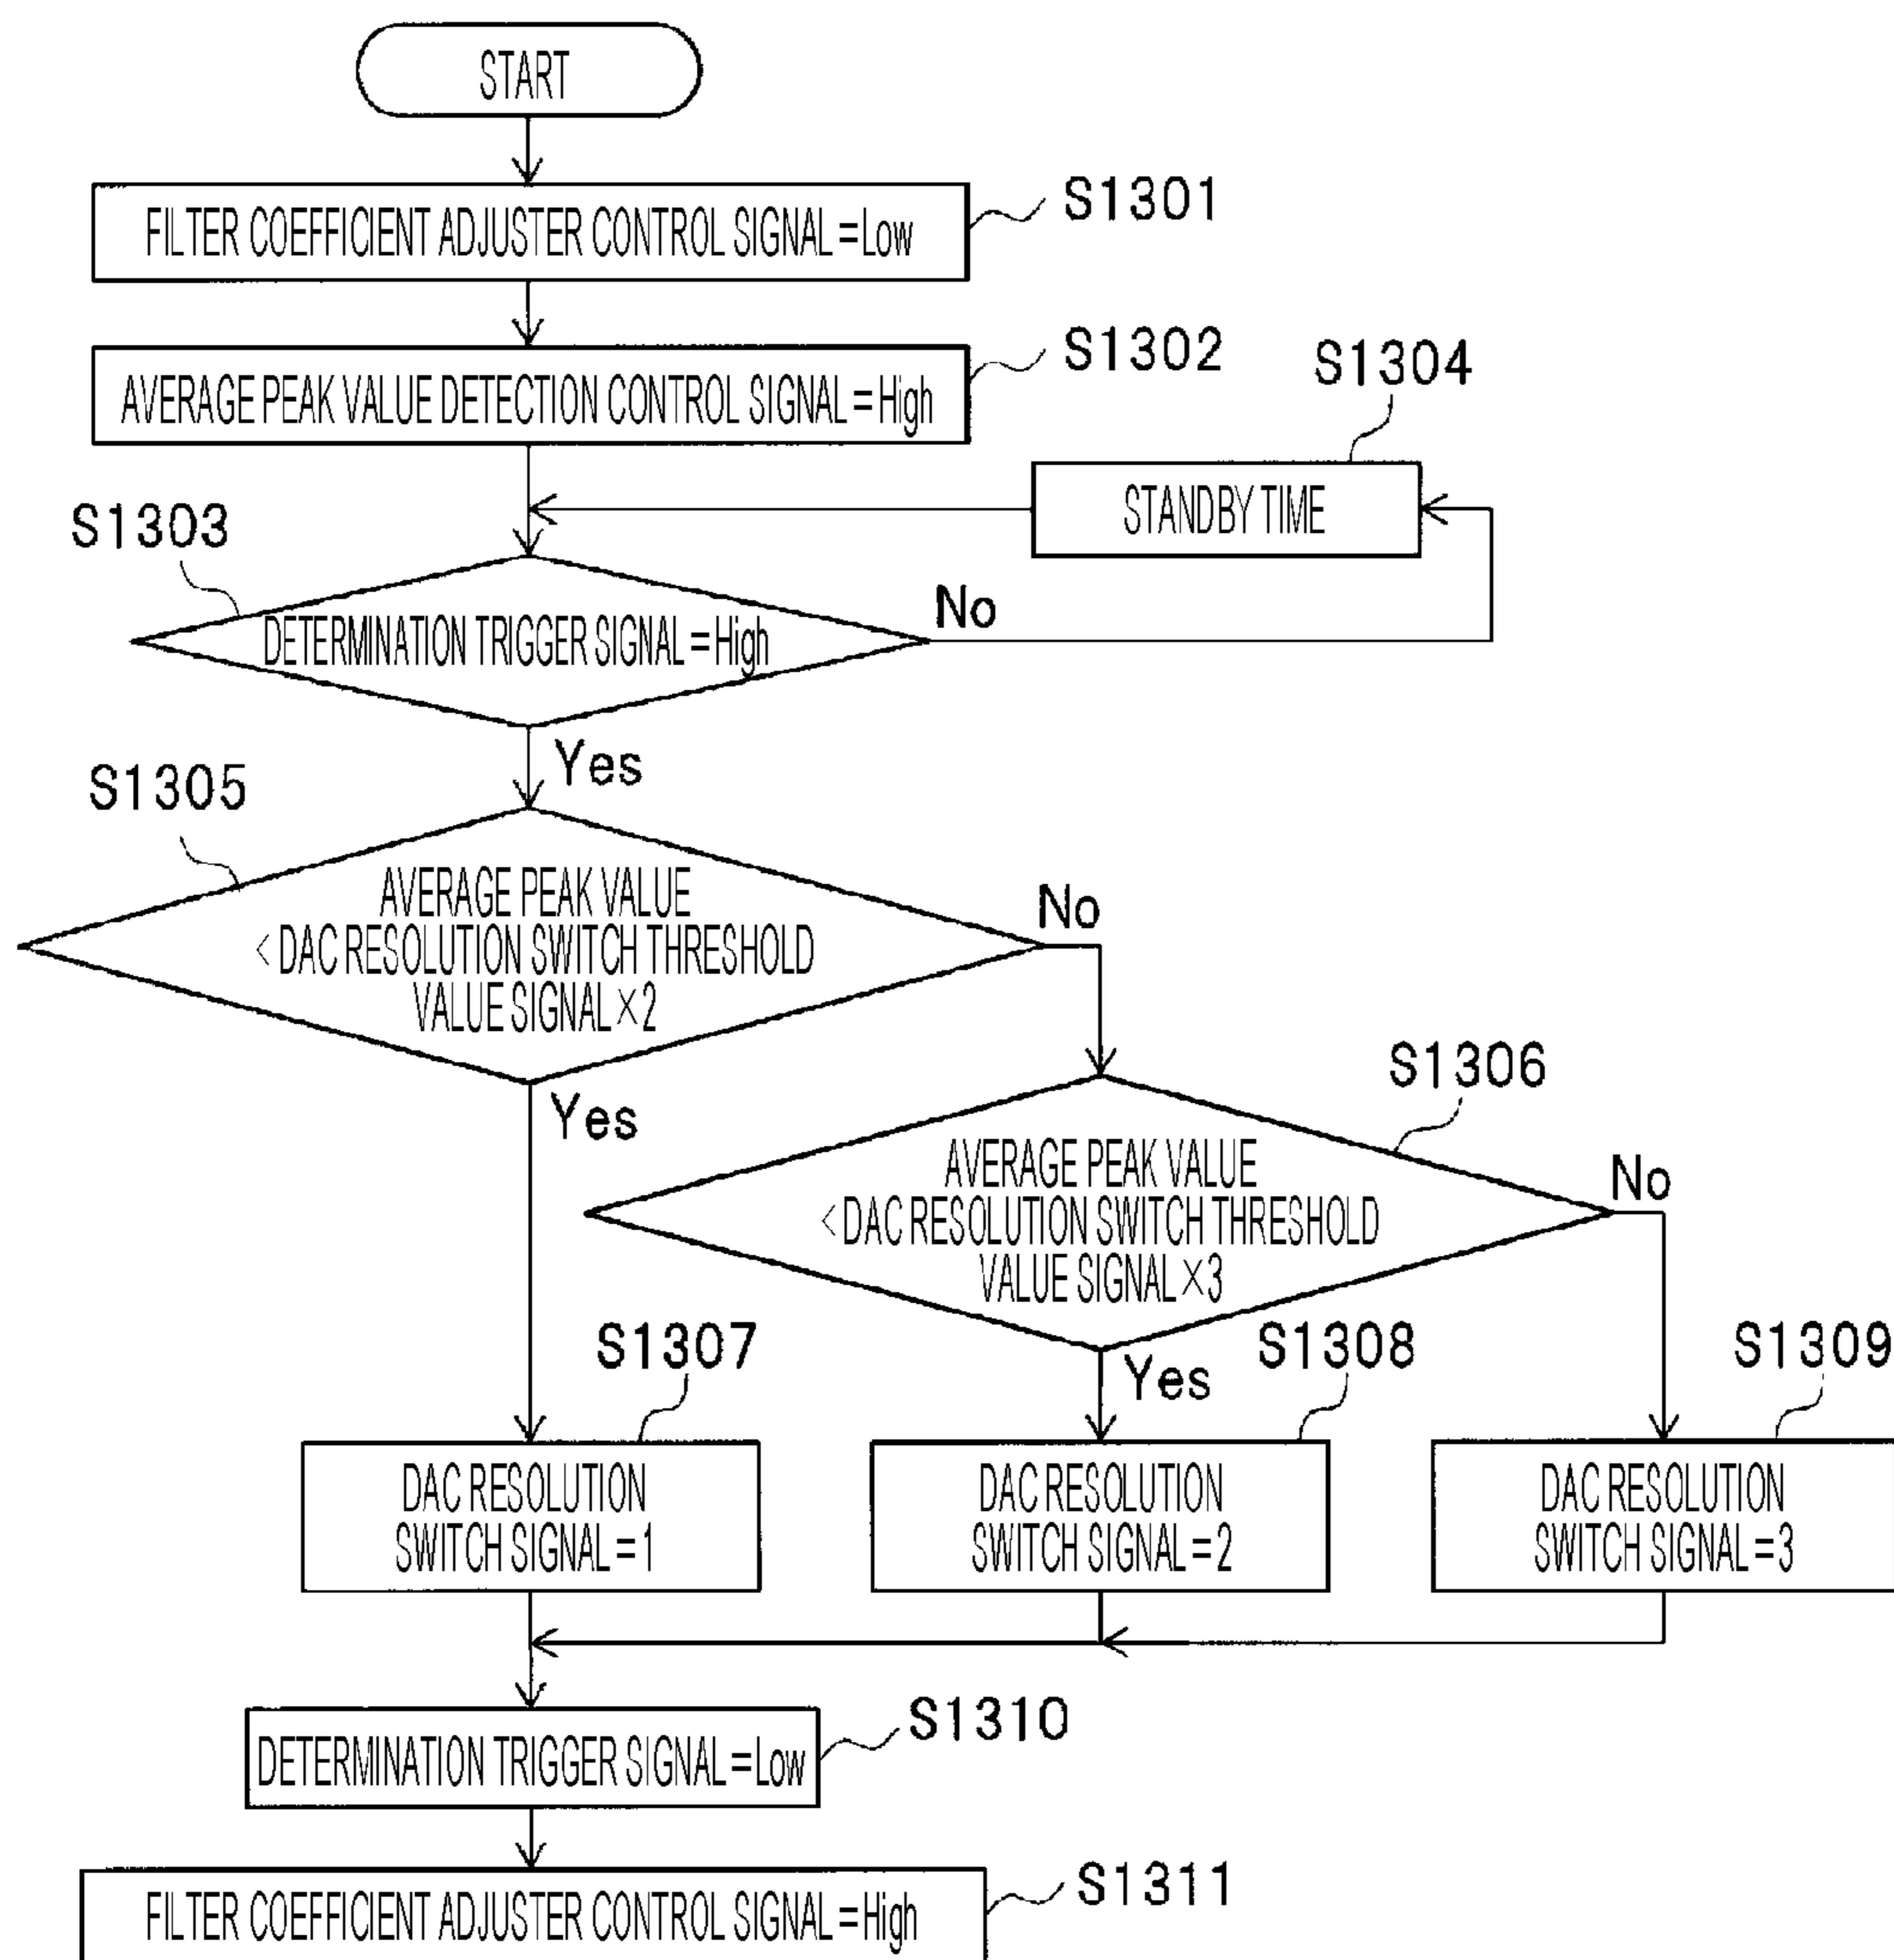 START
S1301
FILTER COEFFICIENT ADJUSTER CONTROL SIGNAL=Low
S1302
AVERAGE PEAK VALUE DETECTION CONTROL SIGNAL=High
S1304
STANDBY TIME
S1303
DETERMINATION TRIGGER SIGNAL=High
No
Yes
S1305
AVERAGE PEAK VALUE
<DAC RESOLUTION SWITCH THRESHOLD
VALUE SIGNAL×2
No
Yes
S1306
AVERAGE PEAK VALUE
<DAC RESOLUTION SWITCH THRESHOLD
VALUE SIGNAL×3
No
Yes
S1307
DAC RESOLUTION
SWITCH SIGNAL=1
S1308
DAC RESOLUTION
SWITCH SIGNAL=2
S1309
DAC RESOLUTION
SWITCH SIGNAL=3
S1310
DETERMINATION TRIGGER SIGNAL=Low
S1311
FILTER COEFFICIENT ADJUSTER CONTROL SIGNAL=High